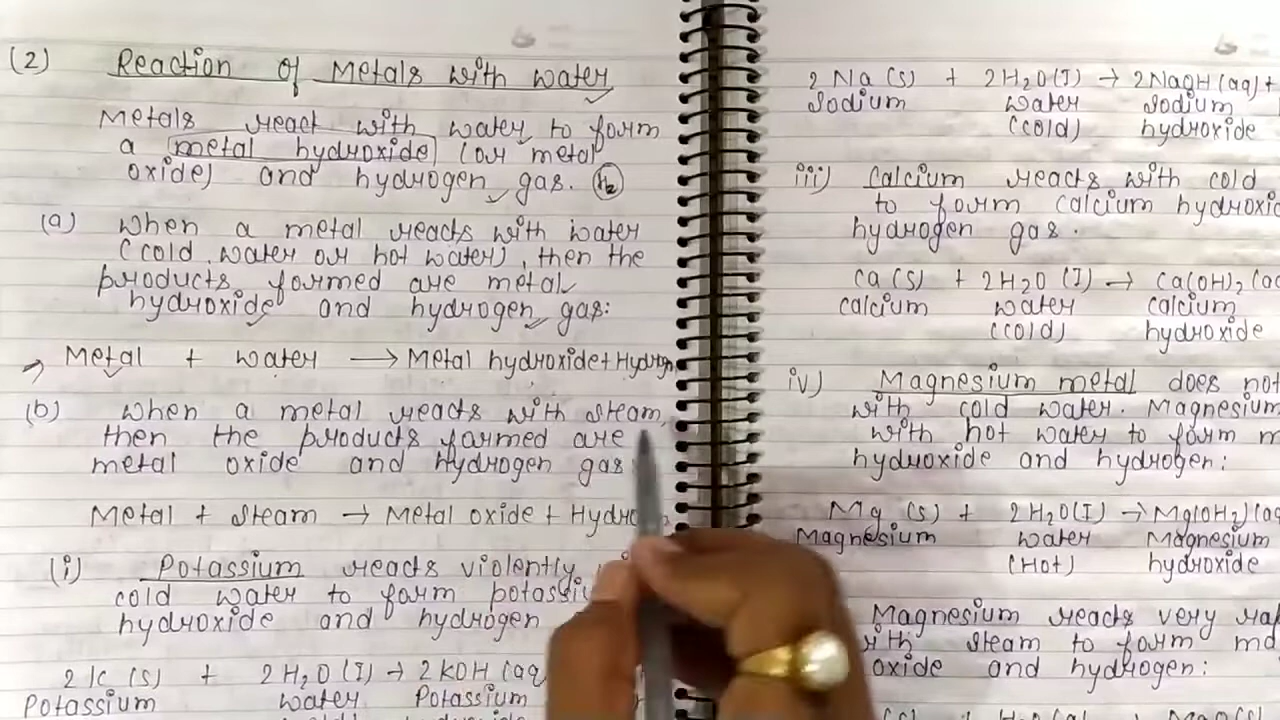 (2) Reaction of Metals with water
Metals react with water to form
a metal hydroxide (or metal
oxide) and hydrogen gas. H2
(a) When a metal reacts with water
(cold water or hot water), then the
products formed are metal
hydroxide and hydrogen gas:
Metal + water → Metal hydroxide + Hydrogn
(b) When a metal reacts with steam,
then the products formed are
metal oxide and hydrogen gas
Metal + steam → Metal oxide + Hydro
(i) Potassium reacts violently
cold water to form potassiu
hydroxide and hydrogen
2K (s) + 2H2O (l) → 2KOH (aq
Potassium water Potassium
2Na (s) + 2H2O (l) → 2NaOH (aq) +
Sodium water Sodium
(cold) hydroxide
iii) Calcium reacts with cold
to form calcium hydroxid
hydrogen gas.
Ca (s) + 2H2O (l) → Ca(OH)2 (aq
calcium water calcium
(cold) hydroxide
iv) Magnesium metal does not
with cold water. Magnesium
with hot water to form m
hydroxide and hydrogen:
Mg (s) + 2H2O (l) → Mg(OH2) (aq
Magnesium water Magnesium
(Hot) hydroxide
Magnesium reacts very ra
with steam to form ma
oxide and hydrogen: